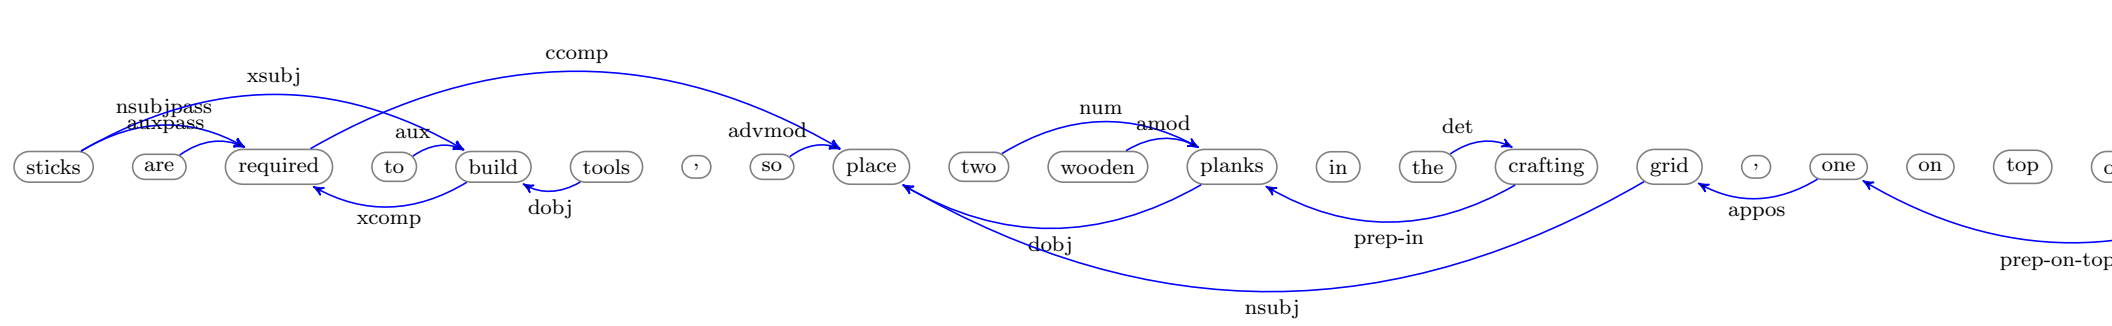 ccomp
xsubj
nsubjpass
num
auxpass
amod
det
aux
advmod
sticks are required to build tools , so place two wooden planks in the crafting grid , one on top
xcomp
dobj
appos
dobj
prep-in
prep-on-top
nsubj